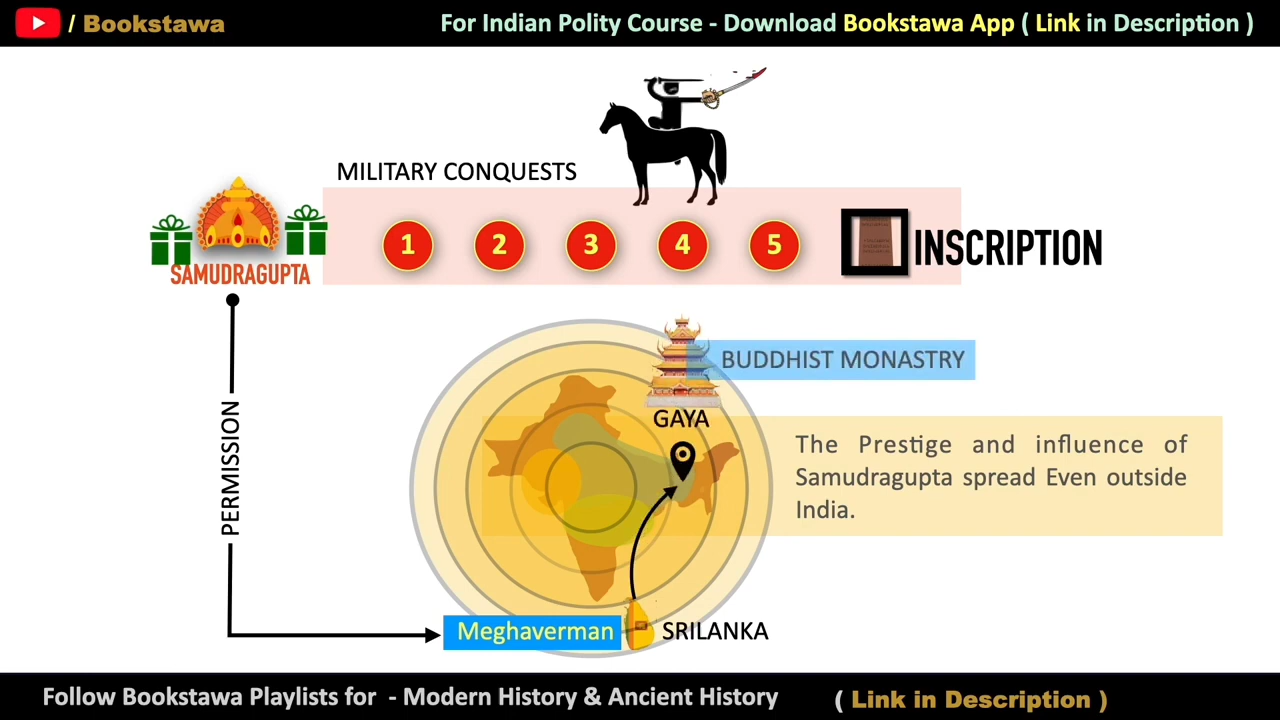 / Bookstawa
For Indian Polity Course - Download Bookstawa App ( Link in Description )
MILITARY CONQUESTS
1 2 3 4 5
INSCRIPTION
SAMUDRAGUPTA
BUDDHIST MONASTRY
GAYA
The Prestige and influence of
Samudragupta spread Even outside
India.
PERMISSION
Meghaverman
SRILANKA
Follow Bookstawa Playlists for - Modern History & Ancient History
( Link in Description )